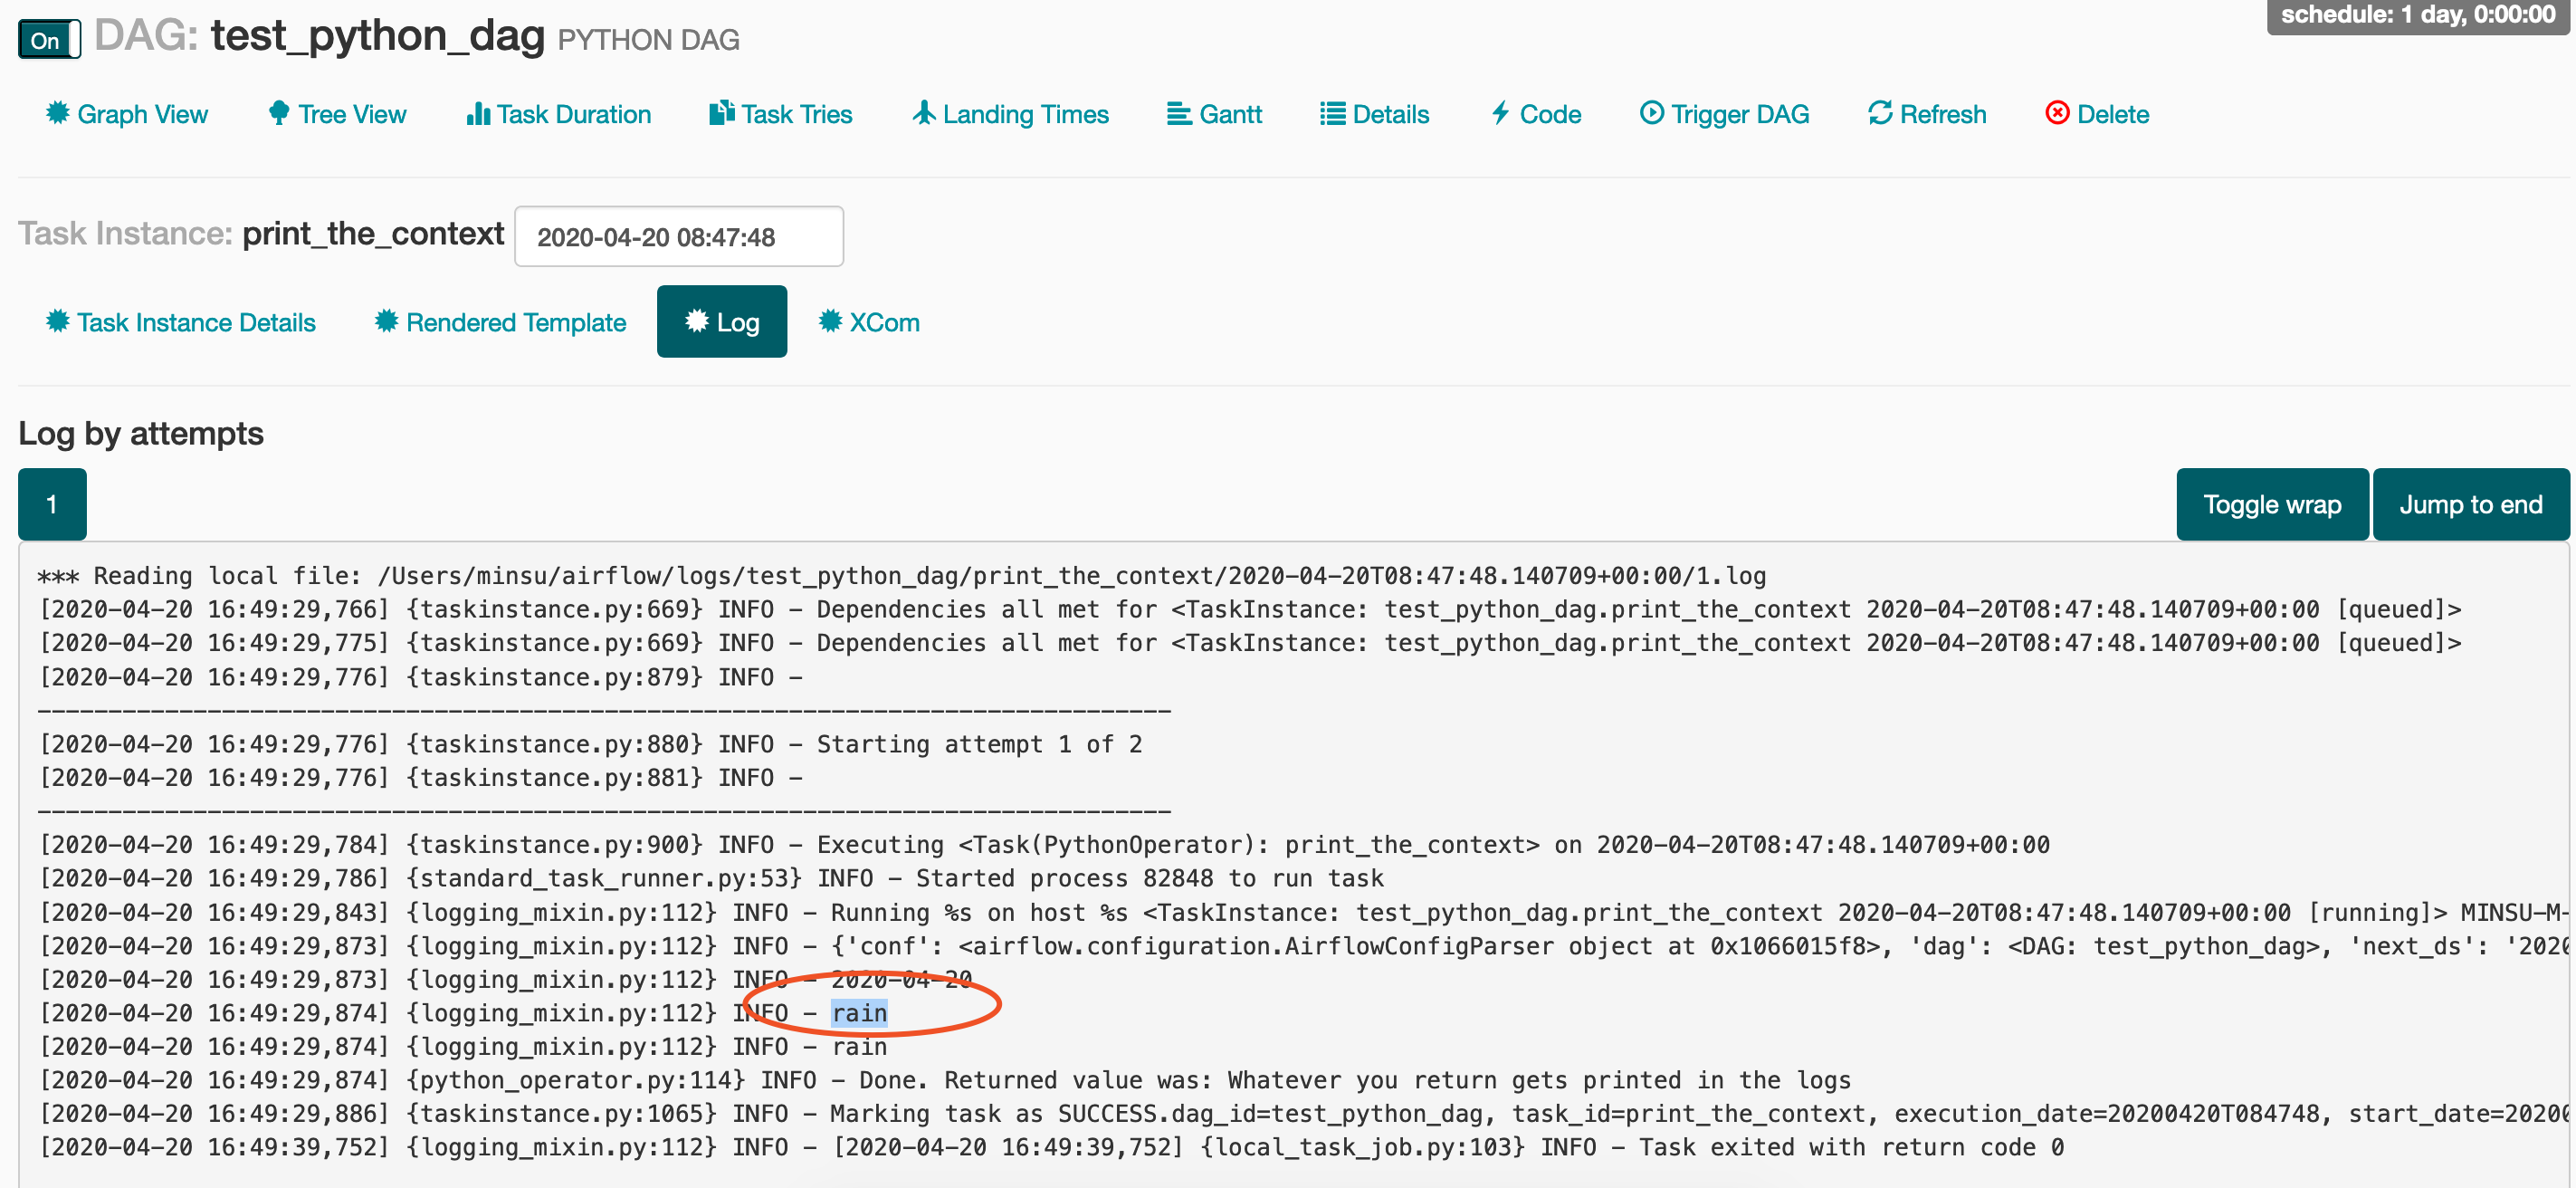 On DAG: test_python_dag PYTHON DAG
schedule: 1 day, 0:00:00
Graph View Tree View Task Duration Task Tries Landing Times Gantt Details Code Trigger DAG Refresh Delete
Task Instance: print_the_context 2020-04-20 08:47:48
Task Instance Details Rendered Template Log XCom
Log by attempts
1 Toggle wrap Jump to end
*** Reading local file: /Users/minsu/airflow/logs/test_python_dag/print_the_context/2020-04-20T08:47:48.140709+00:00/1.log
[2020-04-20 16:49:29,766] {taskinstance.py:669} INFO - Dependencies all met for <TaskInstance: test_python_dag.print_the_context 2020-04-20T08:47:48.140709+00:00 [queued]>
[2020-04-20 16:49:29,775] {taskinstance.py:669} INFO - Dependencies all met for <TaskInstance: test_python_dag.print_the_context 2020-04-20T08:47:48.140709+00:00 [queued]>
[2020-04-20 16:49:29,776] {taskinstance.py:879} INFO -
--------------------------------------------------------------------------------
[2020-04-20 16:49:29,776] {taskinstance.py:880} INFO - Starting attempt 1 of 2
[2020-04-20 16:49:29,776] {taskinstance.py:881} INFO -
--------------------------------------------------------------------------------
[2020-04-20 16:49:29,784] {taskinstance.py:900} INFO - Executing <Task(PythonOperator): print_the_context> on 2020-04-20T08:47:48.140709+00:00
[2020-04-20 16:49:29,786] {standard_task_runner.py:53} INFO - Started process 82848 to run task
[2020-04-20 16:49:29,843] {logging_mixin.py:112} INFO - Running %s on host %s <TaskInstance: test_python_dag.print_the_context 2020-04-20T08:47:48.140709+00:00 [running]> MINSU-M-
[2020-04-20 16:49:29,873] {logging_mixin.py:112} INFO - {'conf': <airflow.configuration.AirflowConfigParser object at 0x1066015f8>, 'dag': <DAG: test_python_dag>, 'next_ds': '2020
[2020-04-20 16:49:29,873] {logging_mixin.py:112} INFO - 2020-04-20
[2020-04-20 16:49:29,874] {logging_mixin.py:112} INFO - rain
[2020-04-20 16:49:29,874] {logging_mixin.py:112} INFO - rain
[2020-04-20 16:49:29,874] {python_operator.py:114} INFO - Done. Returned value was: Whatever you return gets printed in the logs
[2020-04-20 16:49:29,886] {taskinstance.py:1065} INFO - Marking task as SUCCESS.dag_id=test_python_dag, task_id=print_the_context, execution_date=20200420T084748, start_date=20200
[2020-04-20 16:49:39,752] {logging_mixin.py:112} INFO - [2020-04-20 16:49:39,752] {local_task_job.py:103} INFO - Task exited with return code 0